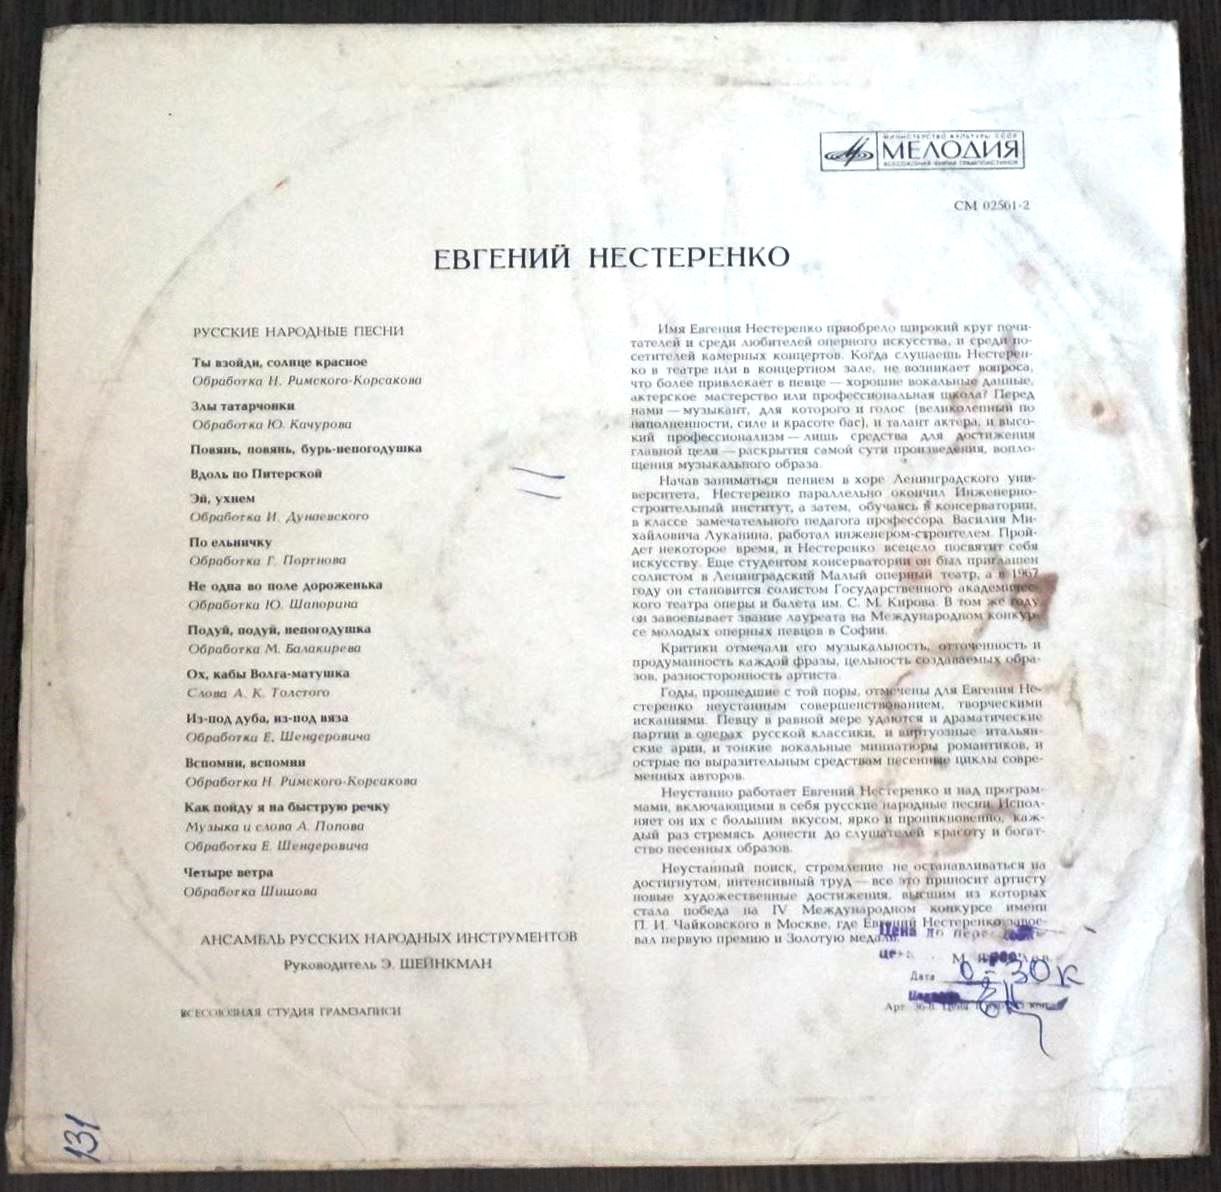 МИНИСТЕРСТВО КУЛЬТУРЫ СССР
МЕЛОДИЯ
ВСЕСОЮЗНАЯ ФИРМА ГРАМПЛАСТИНОК
СМ 02561-2
ЕВГЕНИЙ НЕСТЕРЕНКО
РУССКИЕ НАРОДНЫЕ ПЕСНИ
Ты взойди, солнце красное
Обработка Н. Римского-Корсакова
Злы татарчовки
Обработка Ю. Качурова
Повянь, повянь, бурь-непогодушка
Вдоль по Питерской
Эй, ухнем
Обработка И. Дунаевского
По ельничку
Обработка Г. Портнова
Не одна во поле дороженька
Обработка Ю. Шапорина
Подуй, подуй, непогодушка
Обработка М. Балакирева
Ох, кабы Волга-матушка
Слова А. К. Толстого
Из-под дуба, из-под вяза
Обработка Е. Шендеровича
Вспомни, вспомни
Обработка Н. Римского-Корсакова
Как пойду я на быструю речку
Музыка и слова А. Попова
Обработка Е. Шендеровича
Четыре ветра
Обработка Шишова
АНСАМБЛЬ РУССКИХ НАРОДНЫХ ИНСТРУМЕНТОВ
Руководитель Э. ШЕЙНКМАН
ВСЕСОЮЗНАЯ СТУДИЯ ГРАМЗАПИСИ
Имя Евгения Нестеренко приобрело широкий круг почи-
тателей и среди любителей оперного искусства, и среди по-
сетителей камерных концертов. Когда слушаешь Нестерен-
ко в театре или в концертном зале, не возникает вопроса,
что более привлекает в певце — хорошие вокальные данные,
актерское мастерство или профессиональная школа? Перед
нами — музыкант, для которого и голос (великолепный по
наполненности, силе и красоте бас), и талант актера, и высо-
кий профессионализм — лишь средства для достижения
главной цели — раскрытия самой сути произведения, вопло-
щения музыкального образа.
Начав заниматься пением в хоре Ленинградского уни-
верситета, Нестеренко параллельно окончил Инженерно-
строительный институт, а затем, обучаясь в консерватории,
в классе замечательного педагога профессора Василия Ми-
хайловича Луканина, работал инженером-строителем. Прой-
дет некоторое время, и Нестеренко всецело посвятит себя
искусству. Еще студентом консерватории он был приглашен
солистом в Ленинградский Малый оперный театр, а в 1967
году он становится солистом Государственного академичес-
кого театра оперы и балета им. С. М. Кирова. В том же году
он завоевывает звание лауреата на Международном конкур-
се молодых оперных певцов в Софии.
Критики отмечали его музыкальность, отточенность и
продуманность каждой фразы, цельность создаваемых обра-
зов, разносторонность артиста.
Годы, прошедшие с той поры, отмечены для Евгения Не-
стеренко неустанным совершенствованием, творческими
исканиями. Певцу в равной мере удаются и драматические
партии в операх русской классики, и виртуозные итальян-
ские арии, и тонкие вокальные миниатюры романтиков, и
острые по выразительным средствам песенные циклы совре-
менных авторов.
Неустанно работает Евгений Нестеренко и над програм-
мами, включающими в себя русские народные песни. Испол-
няет он их с большим вкусом, ярко и проникновенно, каж-
дый раз стремясь донести до слушателей красоту и богат-
ство песенных образов.
Неустанный поиск, стремление не останавливаться на
достигнутом, интенсивный труд — все это приносит артисту
новые художественные достижения, высшим из которых
стала победа на IV Международном конкурсе имени
П. И. Чайковского в Москве, где Евгений Нестеренко завое-
вал первую премию и Золотую медаль.
Цена до
М.
Дата
0-30к
Арт. Цена
131